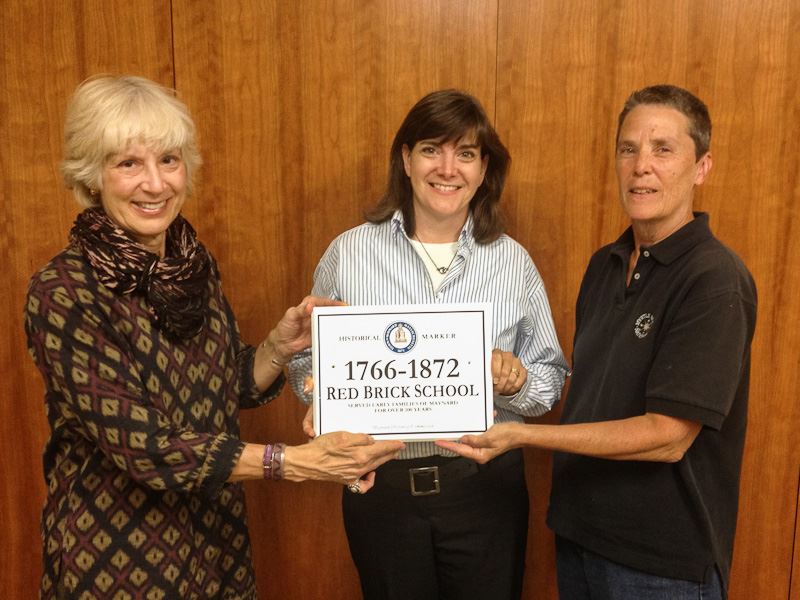 HISTORICAL MARKER
1766-1872
RED BRICK SCHOOL
SERVED EARLY FAMILIES OF MAYNARD
FOR OVER 100 YEARS